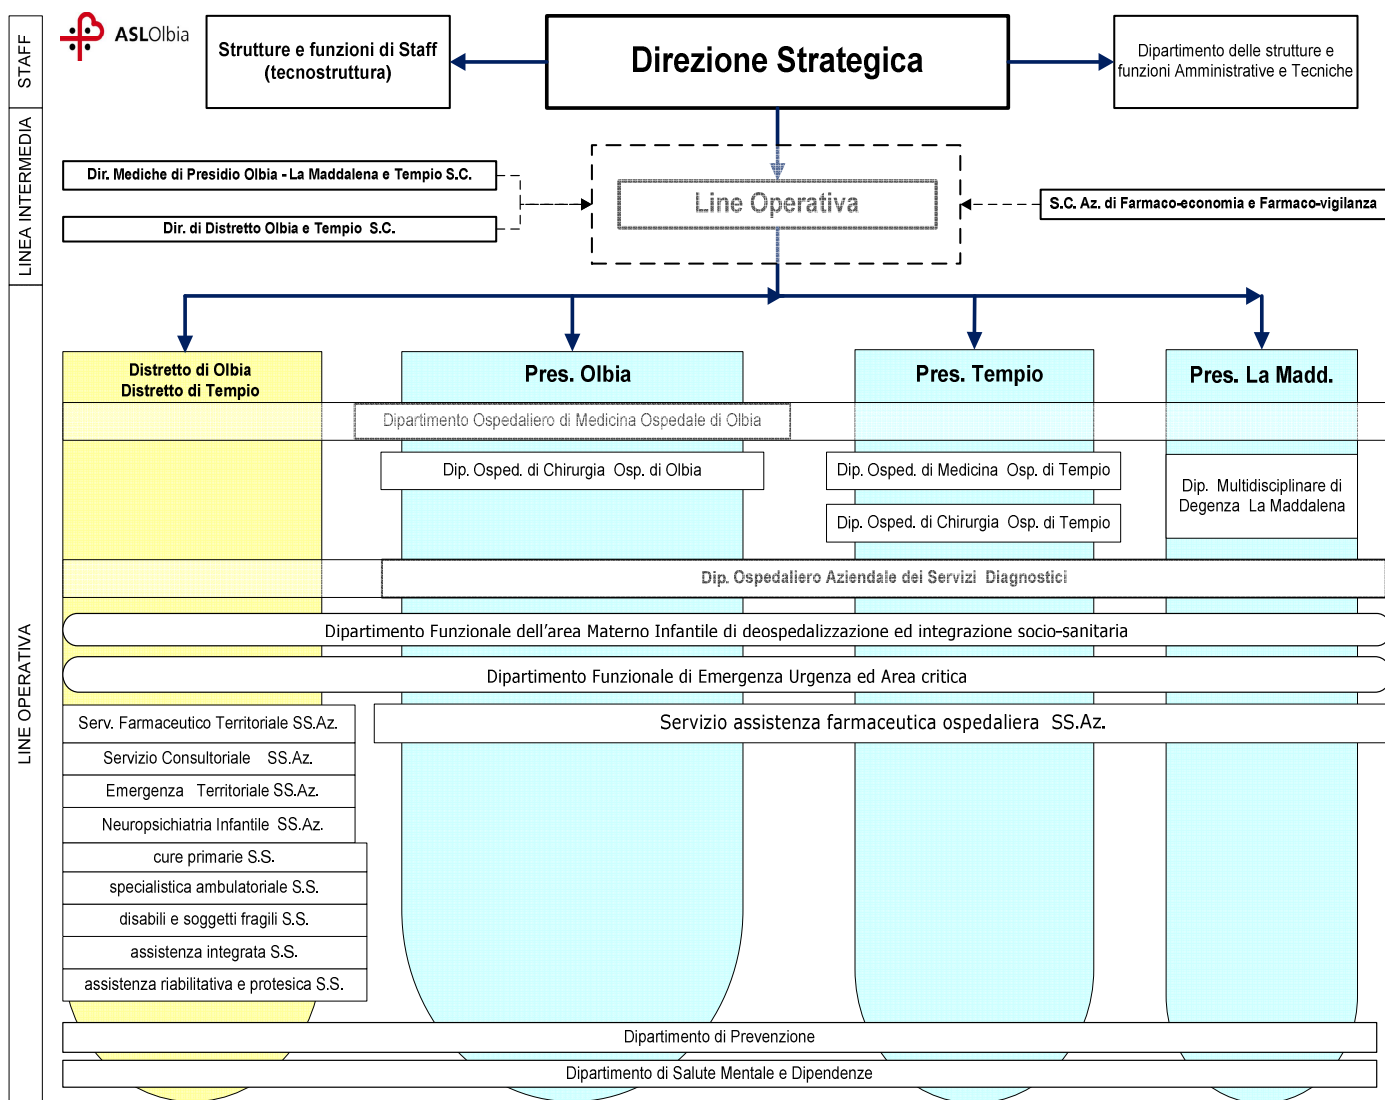 STAFF
ASLOlbia
Strutture e funzioni di Staff
(tecnostruttura)
Direzione Strategica
Dipartimento delle strutture e
funzioni Amministrative e Tecniche
LINEA INTERMEDIA
Dir. Mediche di Presidio Olbia - La Maddalena e Tempio S.C.
Dir. di Distretto Olbia e Tempio S.C.
Line Operativa
S.C. Az. di Farmaco-economia e Farmaco-vigilanza
LINE OPERATIVA
Distretto di Olbia
Distretto di Tempio
Pres. Olbia
Pres. Tempio
Pres. La Madd.
Dipartimento Ospedaliero di Medicina Ospedale di Olbia
Dip. Osped. di Chirurgia Osp. di Olbia
Dip. Osped. di Medicina Osp. di Tempio
Dip. Osped. di Chirurgia Osp. di Tempio
Dip. Multidisciplinare di
Degenza La Maddalena
Dip. Ospedaliero Aziendale dei Servizi Diagnostici
Dipartimento Funzionale dell'area Materno Infantile di deospedalizzazione ed integrazione socio-sanitaria
Dipartimento Funzionale di Emergenza Urgenza ed Area critica
Serv. Farmaceutico Territoriale SS.Az.
Servizio assistenza farmaceutica ospedaliera SS.Az.
Servizio Consultoriale SS.Az.
Emergenza Territoriale SS.Az.
Neuropsichiatria Infantile SS.Az.
cure primarie S.S.
specialistica ambulatoriale S.S.
disabili e soggetti fragili S.S.
assistenza integrata S.S.
assistenza riabilitativa e protesica S.S.
Dipartimento di Prevenzione
Dipartimento di Salute Mentale e Dipendenze